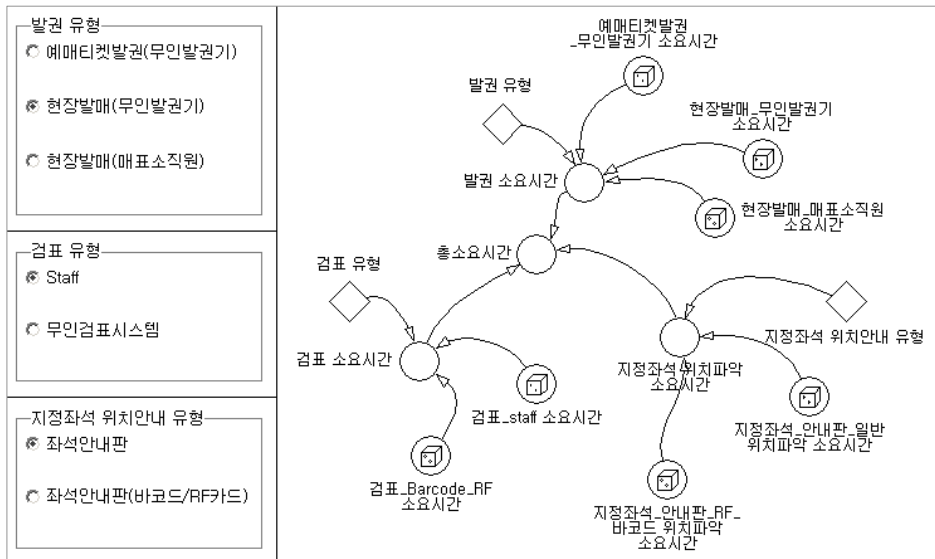 발권 유형
예매티켓발권(무인발권기)
현장발매(무인발권기)
현장발매(매표소직원)
검표 유형
Staff
무인검표시스템
지정좌석 위치안내 유형
좌석안내판
좌석안내판(바코드/RF카드)
예매티켓발권
_무인발권기 소요시간
발권 유형
현장발매_무인발권기
소요시간
발권 소요시간
현장발매_매표소직원
소요시간
총소요시간
검표 유형
지정좌석 위치안내 유형
검표 소요시간
지정좌석 위치파악
소요시간
검표_staff 소요시간
지정좌석_안내판_일반
위치파악 소요시간
검표_Barcode_RF
소요시간
지정좌석_안내판_RF_
바코드 위치파악
소요시간